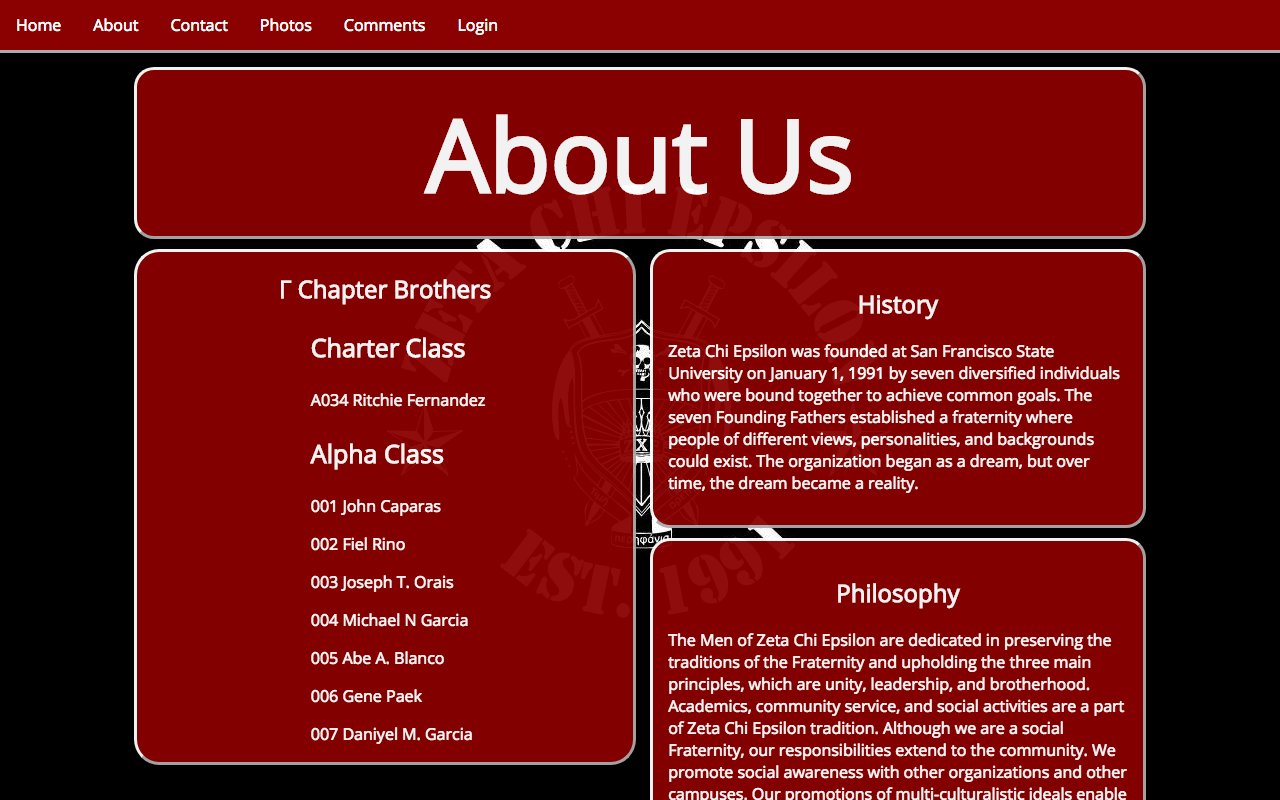 Home
About
Contact
Photos
Comments
Login
About Us
ZETA CHI EPSILO
Γ Chapter Brothers
Charter Class
A034 Ritchie Fernandez
Alpha Class
001 John Caparas
002 Fiel Rino
003 Joseph T. Orais
004 Michael N Garcia
005 Abe A. Blanco
006 Gene Paek
007 Daniyel M. Garcia
X
EST. 1991
History
Zeta Chi Epsilon was founded at San Francisco State
University on January 1, 1991 by seven diversified individuals
who were bound together to achieve common goals. The
seven Founding Fathers established a fraternity where
people of different views, personalities, and backgrounds
could exist. The organization began as a dream, but over
time, the dream became a reality.
Philosophy
The Men of Zeta Chi Epsilon are dedicated in preserving the
traditions of the Fraternity and upholding the three main
principles, which are unity, leadership, and brotherhood.
Academics, community service, and social activities are a part
of Zeta Chi Epsilon tradition. Although we are a social
Fraternity, our responsibilities extend to the community. We
promote social awareness with other organizations and other
campuses. Our promotions of multi-culturalistic ideals enable